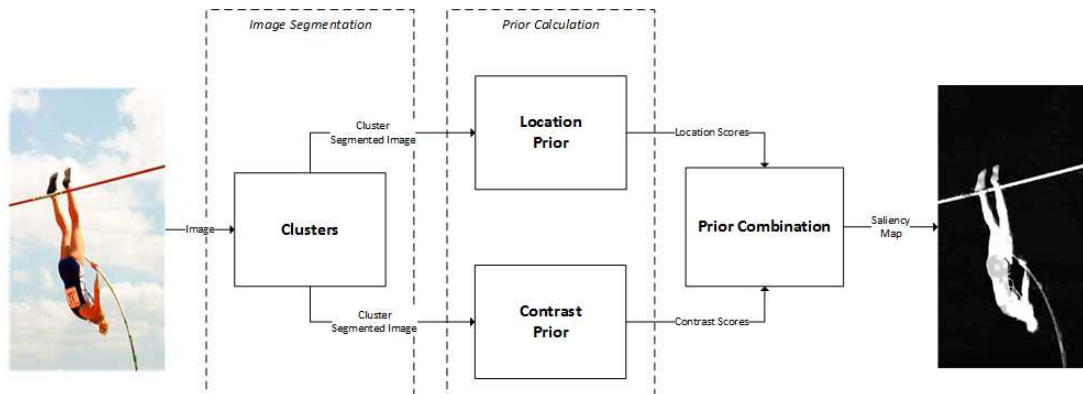 Image Segmentation
Prior Calculation
Cluster
Segmented Image
Location
Prior
Location Scores
Image
Clusters
Prior Combination
Saliency
Map
Cluster
Segmented Image
Contrast
Prior
Contrast Scores